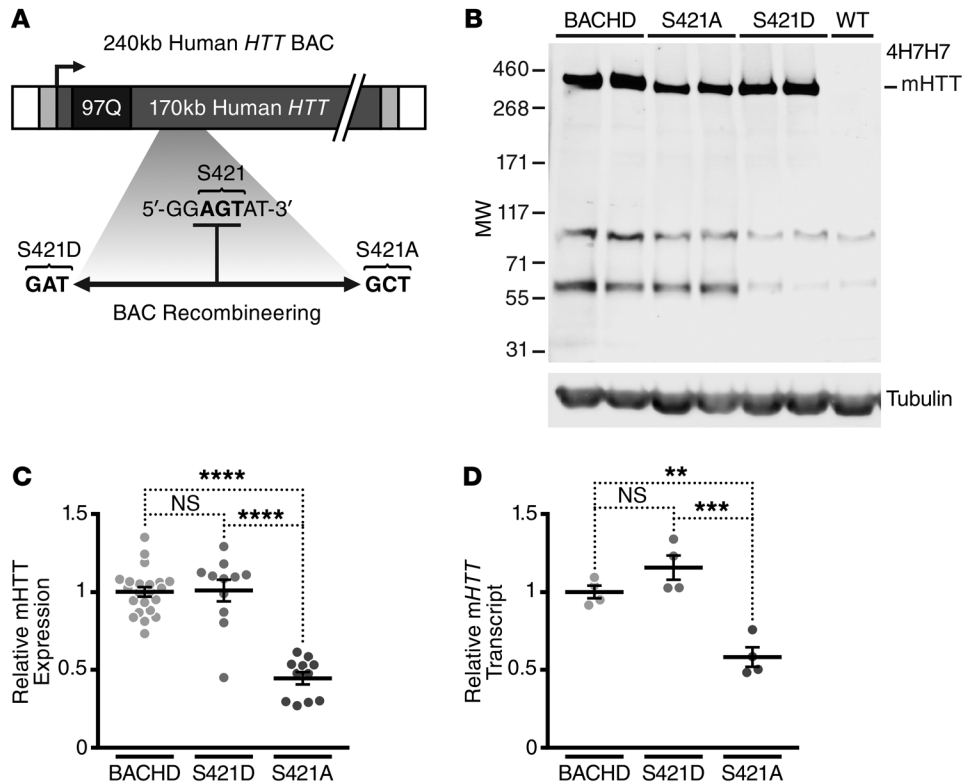 A
240kb Human HTT BAC
97Q
170kb Human HTT
S421
5′-GGAGTAT-3′
S421D
GAT
S421A
GCT
BAC Recombineering
B
BACHD S421A S421D WT
4H7H7
mHTT
MW
460
268
171
117
71
55
31
Tubulin
C
****
NS
****
Relative mHTT
Expression
1.5
1
0.5
0
BACHD S421D S421A
D
**
NS
***
Relative mHTT
Transcript
1.5
1
0.5
0
BACHD S421D S421A